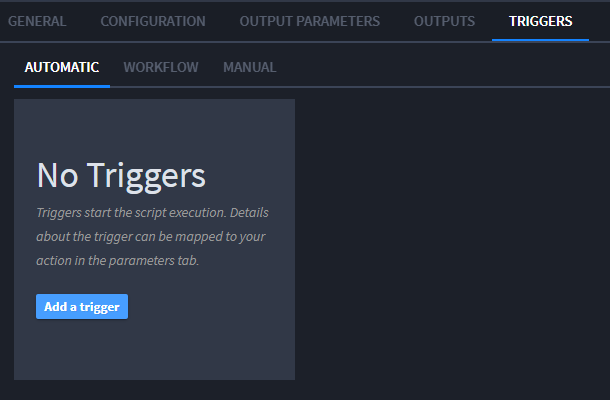 GENERAL CONFIGURATION OUTPUT PARAMETERS OUTPUTS TRIGGERS
AUTOMATIC WORKFLOW MANUAL
No Triggers
Triggers start the script execution. Details
about the trigger can be mapped to your
action in the parameters tab.
Add a trigger